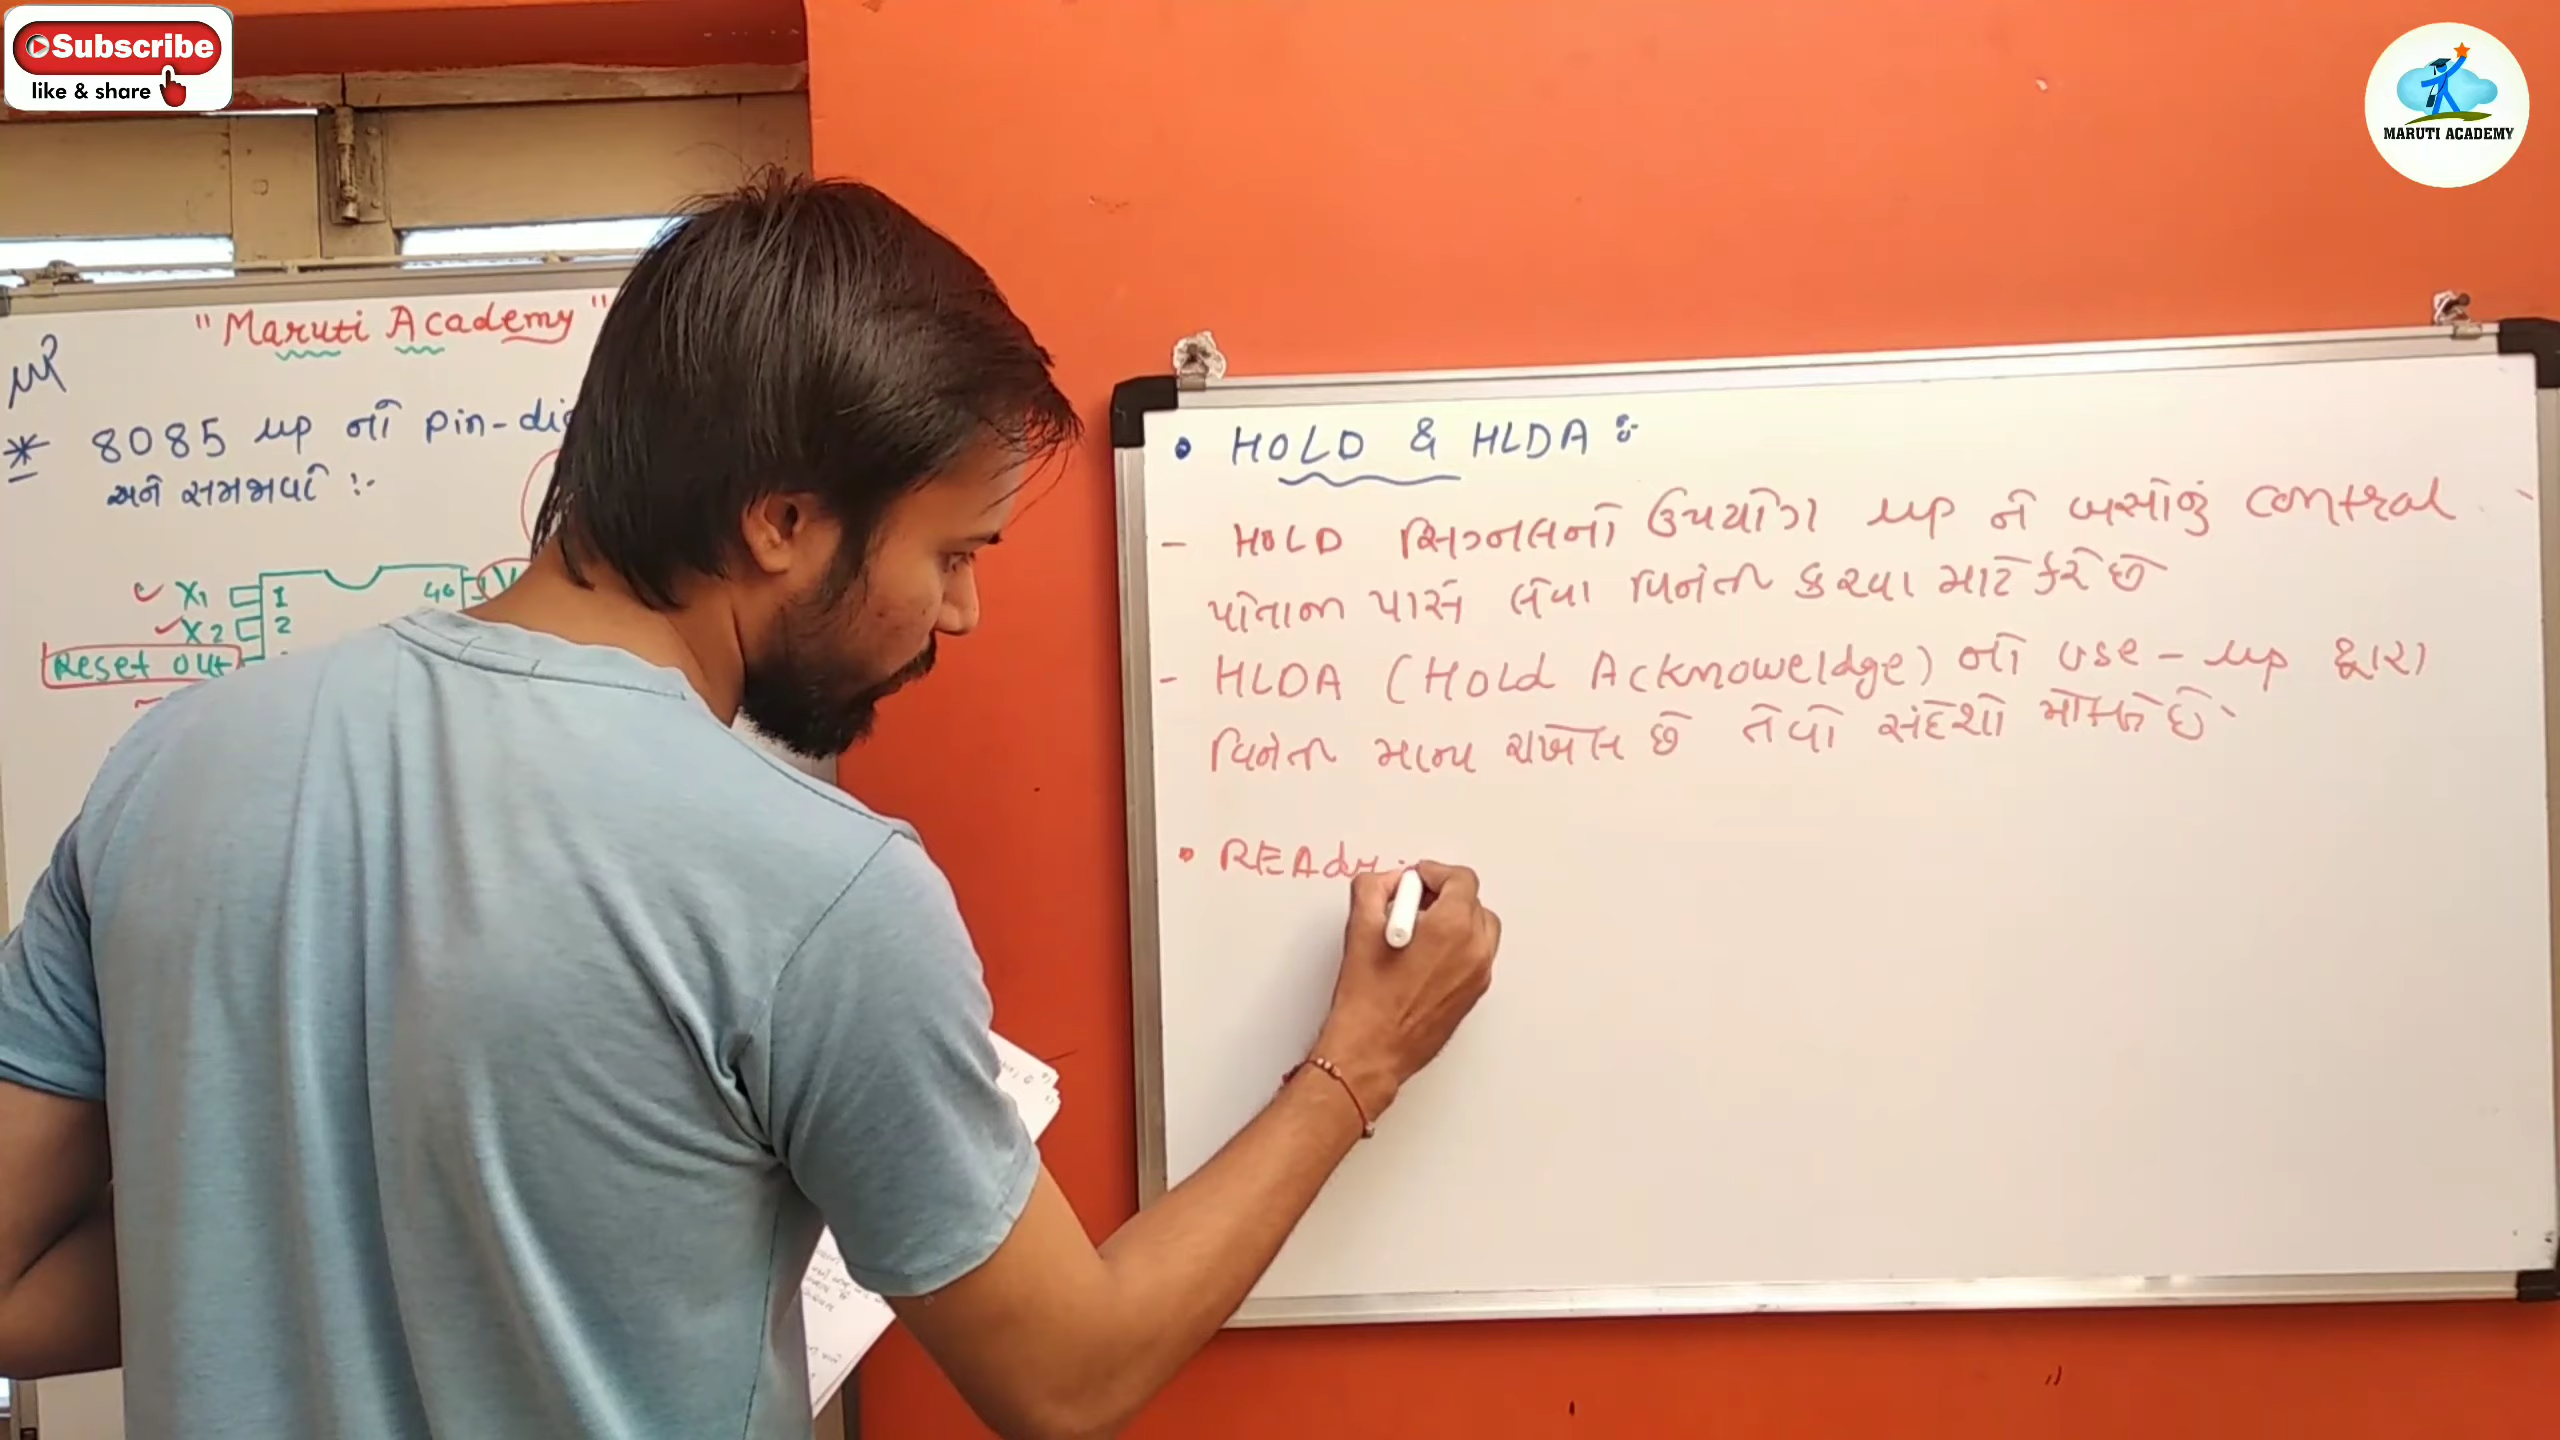 Subscribe
like & share
MARUTI ACADEMY
"Maruti Academy"
* 8085 μp નો pin-di
અને સમજાવો :-
X1 1 40
X2 2
Reset out
• HOLD & HLDA :-
- HOLD સિગ્નલનો ઉપયોગ μp ને બસોનું control
પોતાના પાસે લેવા વિનંતી કરવા માટે કરે છે
- HLDA (Hold Acknoweldge) નો use - μp દ્વારા
વિનંતી માન્ય રાખેલ છે તેવો સંદેશો મોકલે છે
• READy :